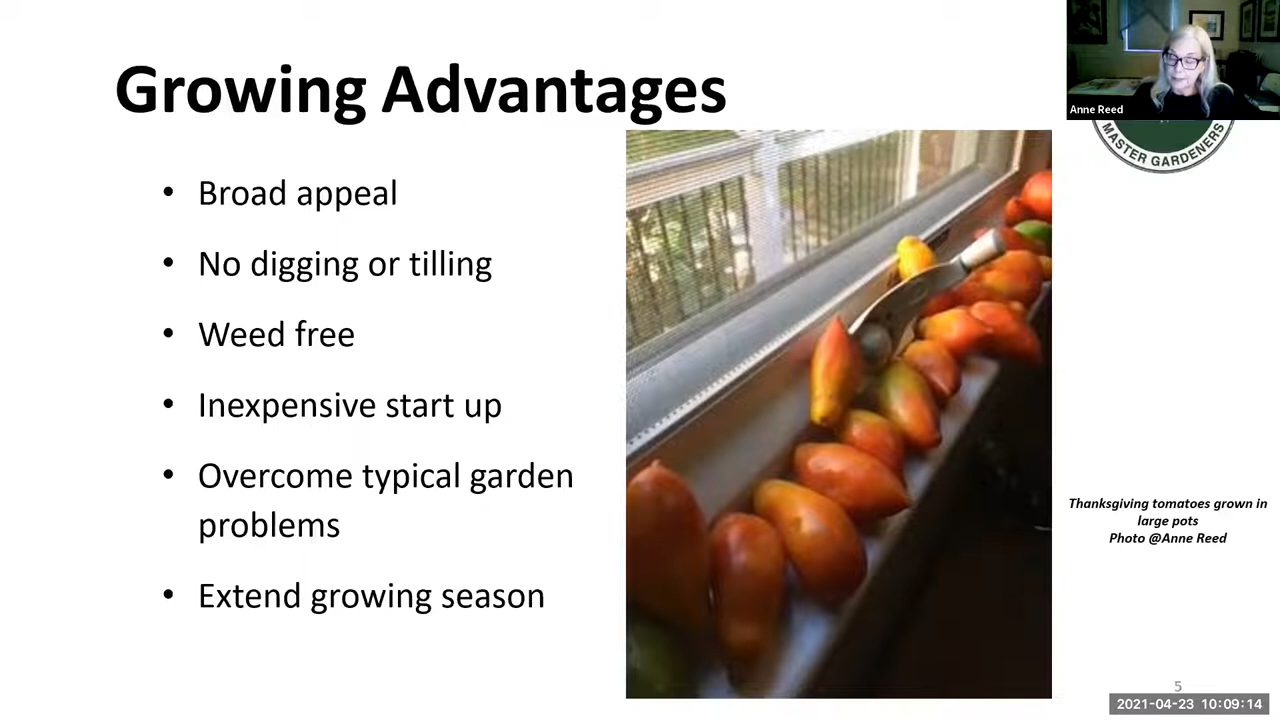 Growing Advantages
Anne Reed
MASTER GARDENERS
• Broad appeal
• No digging or tilling
• Weed free
• Inexpensive start up
• Overcome typical garden
problems
• Extend growing season
Thanksgiving tomatoes grown in
large pots
Photo @Anne Reed
5
2021-04-23 10:09:14